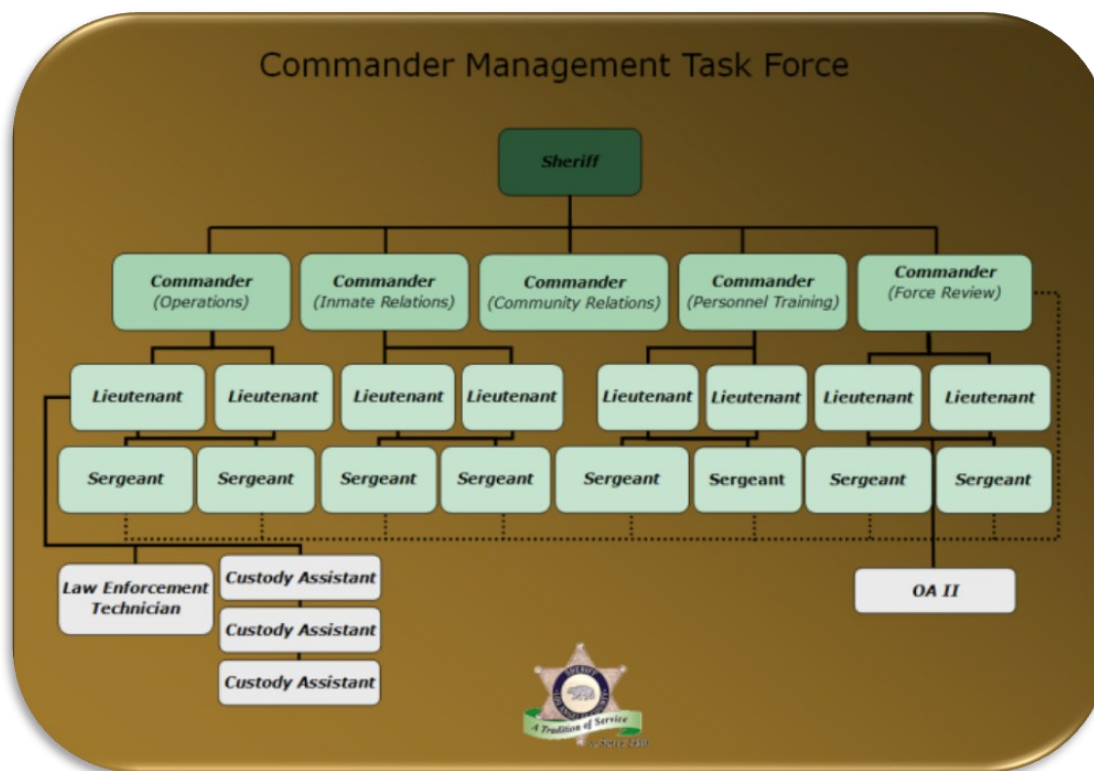 Commander Management Task Force
Sheriff
Commander
(Operations)
Commander
(Inmate Relations)
Commander
(Community Relations)
Commander
(Personnel Training)
Commander
(Force Review)
Lieutenant
Lieutenant
Lieutenant
Lieutenant
Lieutenant
Lieutenant
Lieutenant
Lieutenant
Sergeant
Sergeant
Sergeant
Sergeant
Sergeant
Sergeant
Sergeant
Sergeant
Law Enforcement
Technician
Custody Assistant
Custody Assistant
Custody Assistant
OA II
SHERIFF
A Tradition of Service